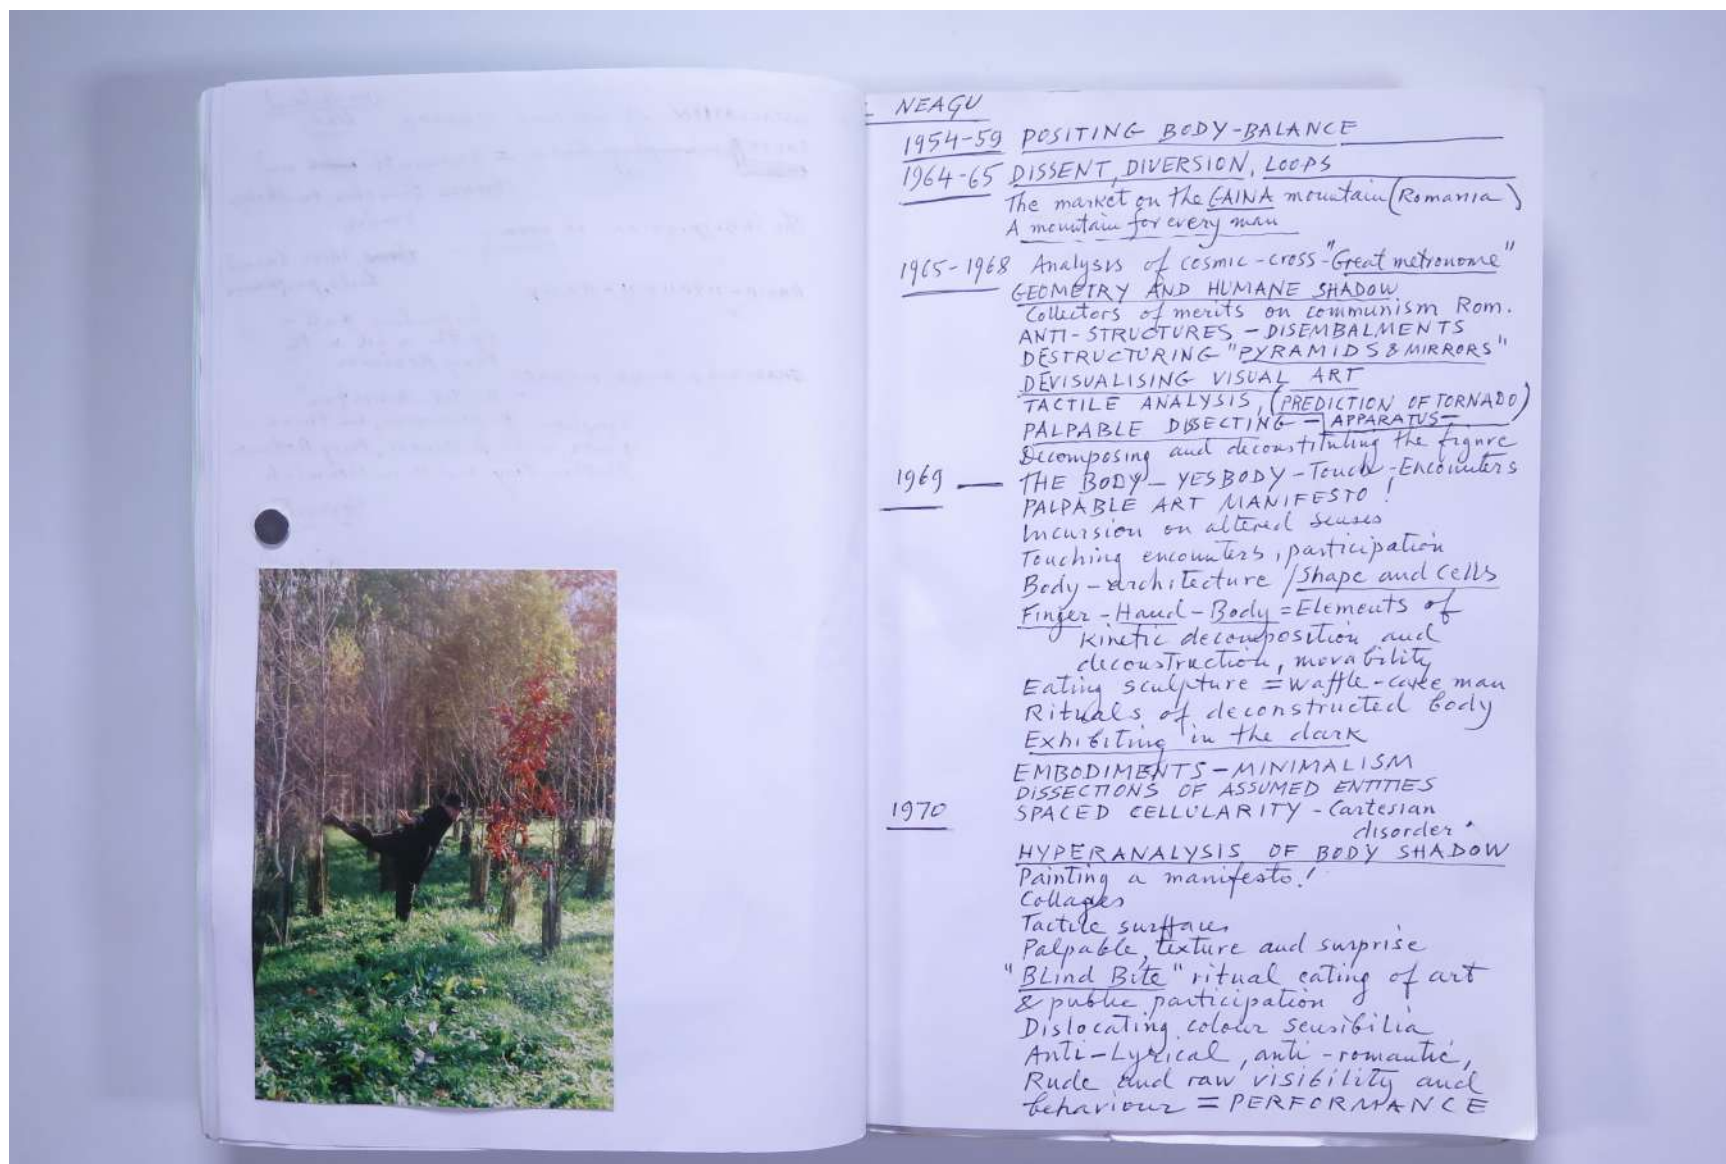 NEAGU
1954-59 POSITING BODY-BALANCE
1964-65 DISSENT, DIVERSION, LOOPS
The market on the GAINA mountain (Romania)
A mountain for every man
1965-1968 Analysis of cosmic-cross-"Great metronome"
GEOMETRY AND HUMANE SHADOW
Collectors of merits on communism Rom.
ANTI-STRUCTURES - DISEMBALMENTS
DESTRUCTURING "PYRAMIDS & MIRRORS"
DEVISUALISING VISUAL ART
TACTILE ANALYSIS, (PREDICTION OF TORNADO)
PALPABLE DISSECTING - APPARATUS-
Decomposing and deconstituting the figure
1969 — THE BODY - YESBODY - Touch - Encounters
PALPABLE ART MANIFESTO !
Incursion on altered senses
Touching encounters, participation
Body-architecture / Shape and cells
Finger - Hand - Body = Elements of
kinetic decomposition and
deconstruction, movability
Eating sculpture = waffle-cake man
Rituals of deconstructed body
Exhibiting in the dark
EMBODIMENTS - MINIMALISM
DISSECTIONS OF ASSUMED ENTITIES
1970 SPACED CELLULARITY - Cartesian
disorder.
HYPERANALYSIS OF BODY SHADOW
Painting a manifesto!
Collages
Tactile surffaces
Palpable, texture and surprise
"BLind Bite" ritual eating of art
& public participation
Dislocating colour sensibilia
Anti-Lyrical, anti-romantic,
Rude and raw visibility and
behaviour = PERFORMANCE